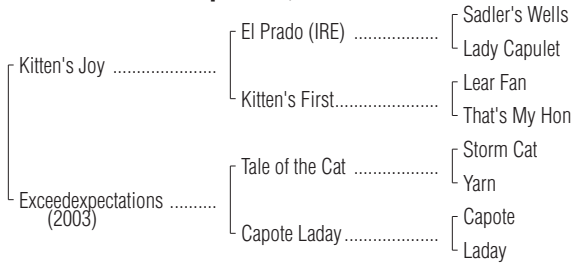 Sadler's Wells
El Prado (IRE) ..................
Lady Capulet
Kitten's Joy ......................
Lear Fan
Kitten's First......................
That's My Hon
Storm Cat
Tale of the Cat ..................
Yarn
Exceedexpectations ..........
(2003)
Capote
Capote Laday....................
Laday